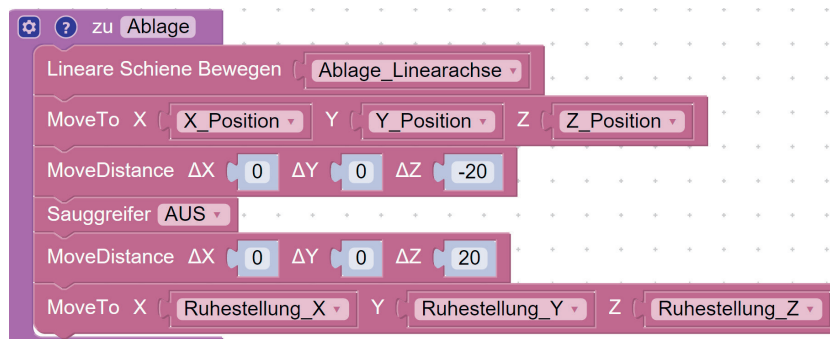 ? zu Ablage
Lineare Schiene Bewegen Ablage_Linearachse
MoveTo X X_Position Y Y_Position Z Z_Position
MoveDistance ΔX 0 ΔY 0 ΔZ -20
Sauggreifer AUS
MoveDistance ΔX 0 ΔY 0 ΔZ 20
MoveTo X Ruhestellung_X Y Ruhestellung_Y Z Ruhestellung_Z